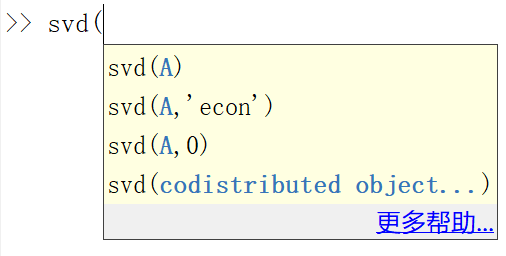 >> svd(
svd(A)
svd(A,'econ')
svd(A,0)
svd(codistributed object...)
更多帮助...